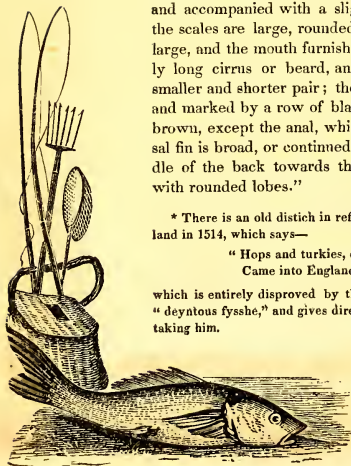 and accompanied with a sli
the scales are large, rounded
large, and the mouth furnish
ly long cirrus or beard, an
smaller and shorter pair; the
and marked by a row of bla
brown, except the anal, whi
sal fin is broad, or continued
dle of the back towards th
with rounded lobes."
* There is an old distich in ref
land in 1514, which says—
" Hops and turkies,
Came into England
which is entirely disproved by t
" deyntous fysshe," and gives dire
taking him.